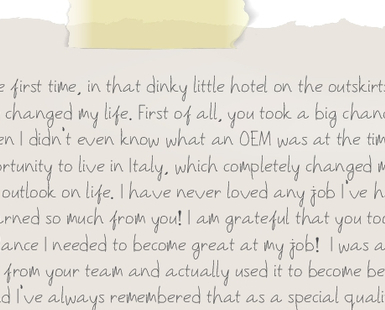 e first time, in that dinky little hotel on the outskirts
changed my life. First of all, you took a big chanc
en I didn't even know what an OEM was at the tim
ortunity to live in Italy, which completely changed m
outlook on life. I have never loved any job I've h
arned so much from you! I am grateful that you too
ance I needed to become great at my job! I was a
from your team and actually used it to become be
d I've always remembered that as a special quali